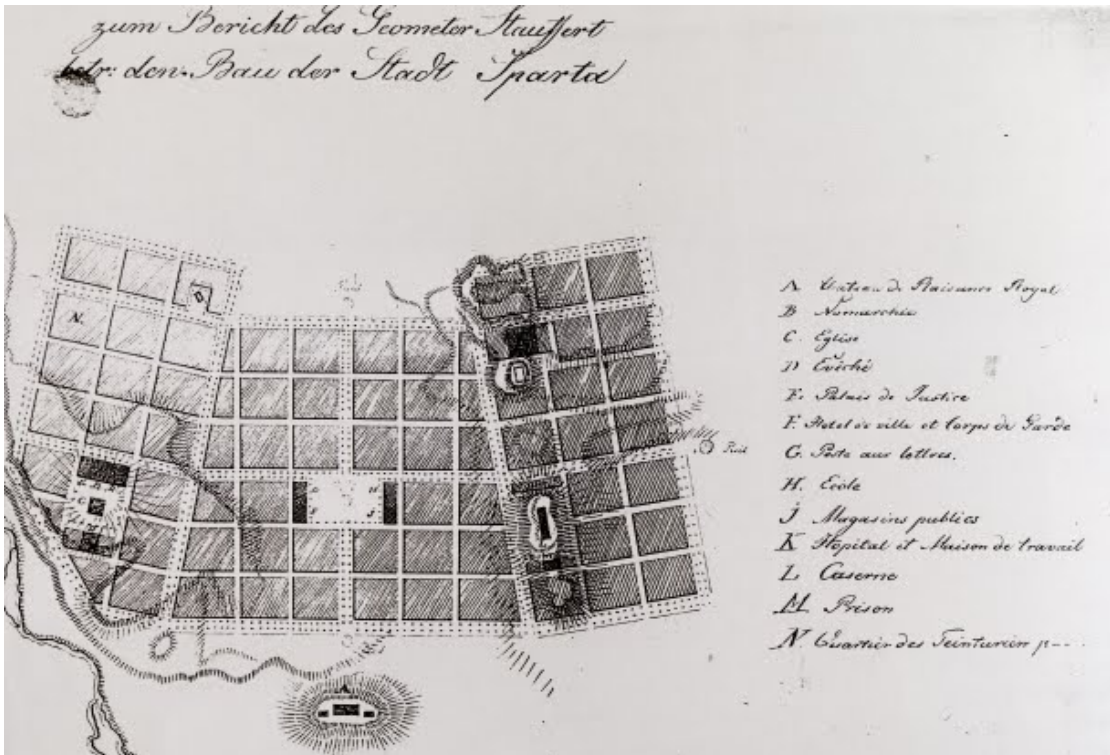 zum Bericht des Geometer Stauffert
betr: den Bau der Stadt Sparta
A Chateau de Plaisance Royal
B Nomarchie
C. Eglise
D Evêché
E. Palais de Justice
F. Hotel de ville et Corps de Garde
G. Poste aux lettres.
H. Ecole
J Magasins publics
K Hôpital et Maison de travail
L Caserne
M Prison
N. Quartier des Teinturiers
N.
A